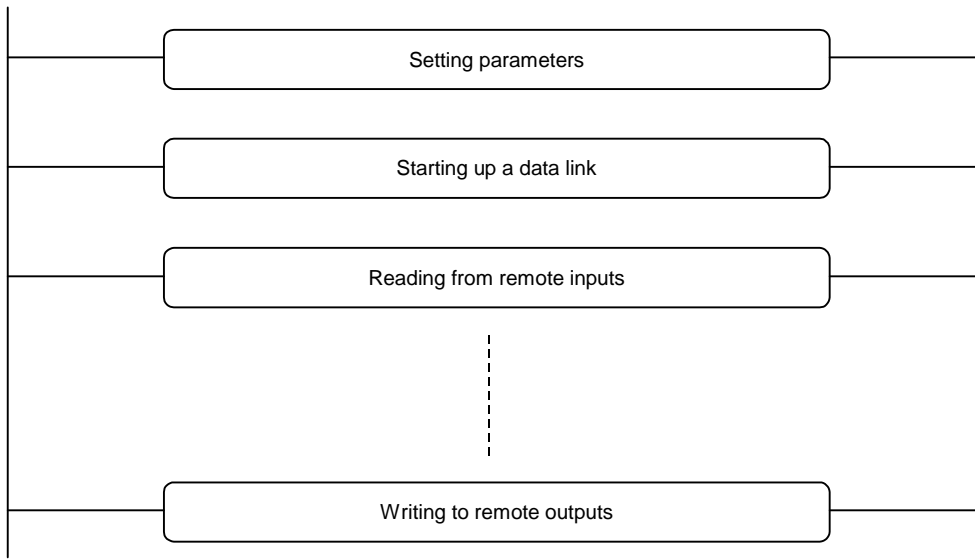 Setting parameters
Starting up a data link
Reading from remote inputs
Writing to remote outputs